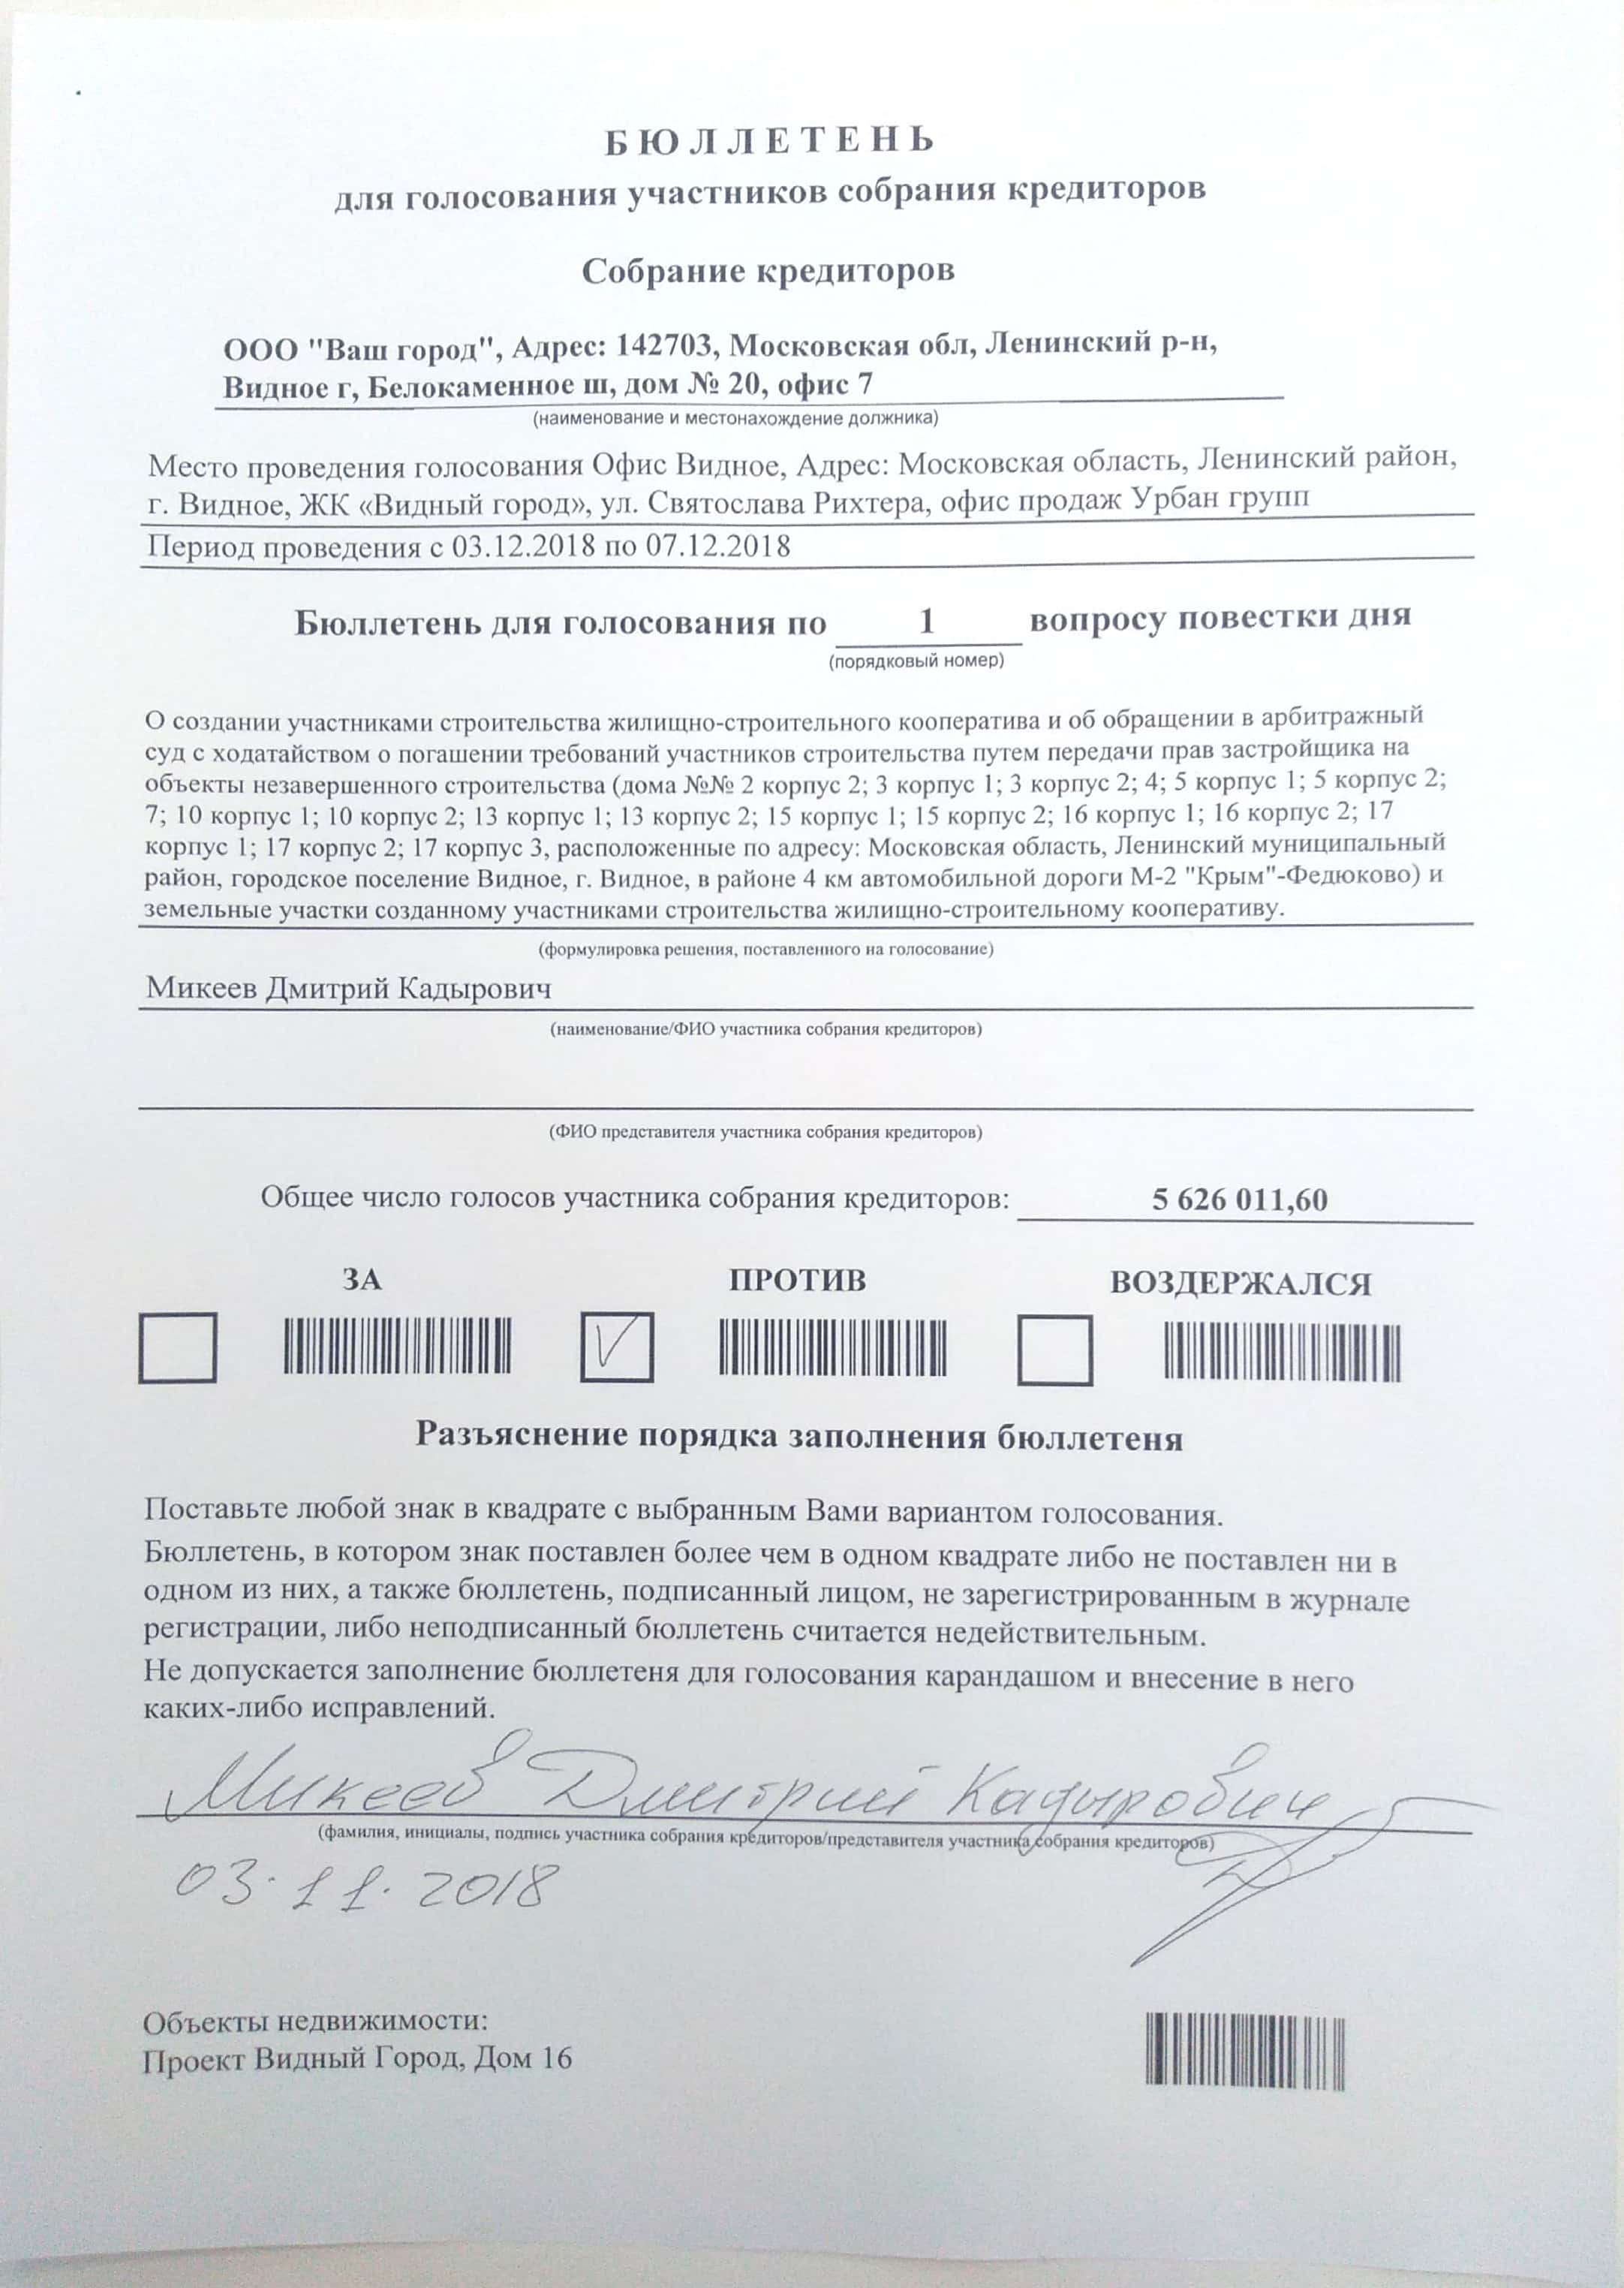 БЮЛЛЕТЕНЬ
для голосования участников собрания кредиторов
Собрание кредиторов
ООО "Ваш город", Адрес: 142703, Московская обл, Ленинский р-н,
Видное г, Белокаменное ш, дом № 20, офис 7
(наименование и местонахождение должника)
Место проведения голосования Офис Видное, Адрес: Московская область, Ленинский район,
г. Видное, ЖК «Видный город», ул. Святослава Рихтера, офис продаж Урбан групп
Период проведения с 03.12.2018 по 07.12.2018
Бюллетень для голосования по 1 вопросу повестки дня
(порядковый номер)
О создании участниками строительства жилищно-строительного кооператива и об обращении в арбитражный
суд с ходатайством о погашении требований участников строительства путем передачи прав застройщика на
объекты незавершенного строительства (дома №№ 2 корпус 2; 3 корпус 1; 3 корпус 2; 4; 5 корпус 1; 5 корпус 2;
7; 10 корпус 1; 10 корпус 2; 13 корпус 1; 13 корпус 2; 15 корпус 1; 15 корпус 2; 16 корпус 1; 16 корпус 2; 17
корпус 1; 17 корпус 2; 17 корпус 3, расположенные по адресу: Московская область, Ленинский муниципальный
район, городское поселение Видное, г. Видное, в районе 4 км автомобильной дороги М-2 "Крым"-Федюково) и
земельные участки созданному участниками строительства жилищно-строительному кооперативу.
(формулировка решения, поставленного на голосование)
Микеев Дмитрий Кадырович
(наименование/ФИО участника собрания кредиторов)
(ФИО представителя участника собрания кредиторов)
Общее число голосов участника собрания кредиторов: 5 626 011,60
ЗА ПРОТИВ ВОЗДЕРЖАЛСЯ
Разъяснение порядка заполнения бюллетеня
Поставьте любой знак в квадрате с выбранным Вами вариантом голосования.
Бюллетень, в котором знак поставлен более чем в одном квадрате либо не поставлен ни в
одном из них, а также бюллетень, подписанный лицом, не зарегистрированным в журнале
регистрации, либо неподписанный бюллетень считается недействительным.
Не допускается заполнение бюллетеня для голосования карандашом и внесение в него
каких-либо исправлений.
Микеев Дмитрий Кадырович
(фамилия, инициалы, подпись участника собрания кредиторов/представителя участника собрания кредиторов)
03.11.2018
Объекты недвижимости:
Проект Видный Город, Дом 16